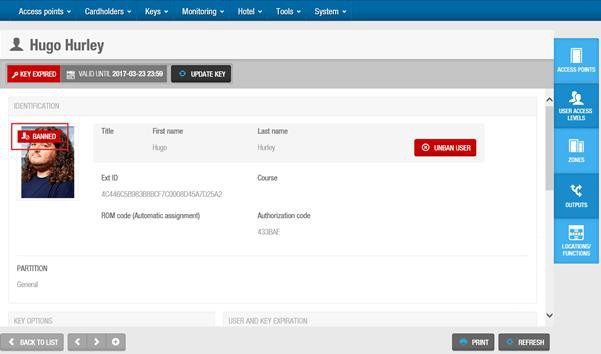 Access points Cardholders Keys Monitoring Hotel Tools System
Hugo Hurley
KEY EXPIRED VALID UNTIL 2017-03-23 23:59 UPDATE KEY
ACCESS POINTS
USER ACCESS LEVELS
ZONES
OUTPUTS
LOCATIONS/ FUNCTIONS
IDENTIFICATION
BANNED
Title First name Last name
Hugo Hurley
UNBAN USER
Ext ID Course
4C446C5B983B8BCF7C0008D45A7D25A2
ROM code (Automatic assignment) Authorization code
433BAE
PARTITION
General
KEY OPTIONS USER AND KEY EXPIRATION
BACK TO LIST PRINT REFRESH